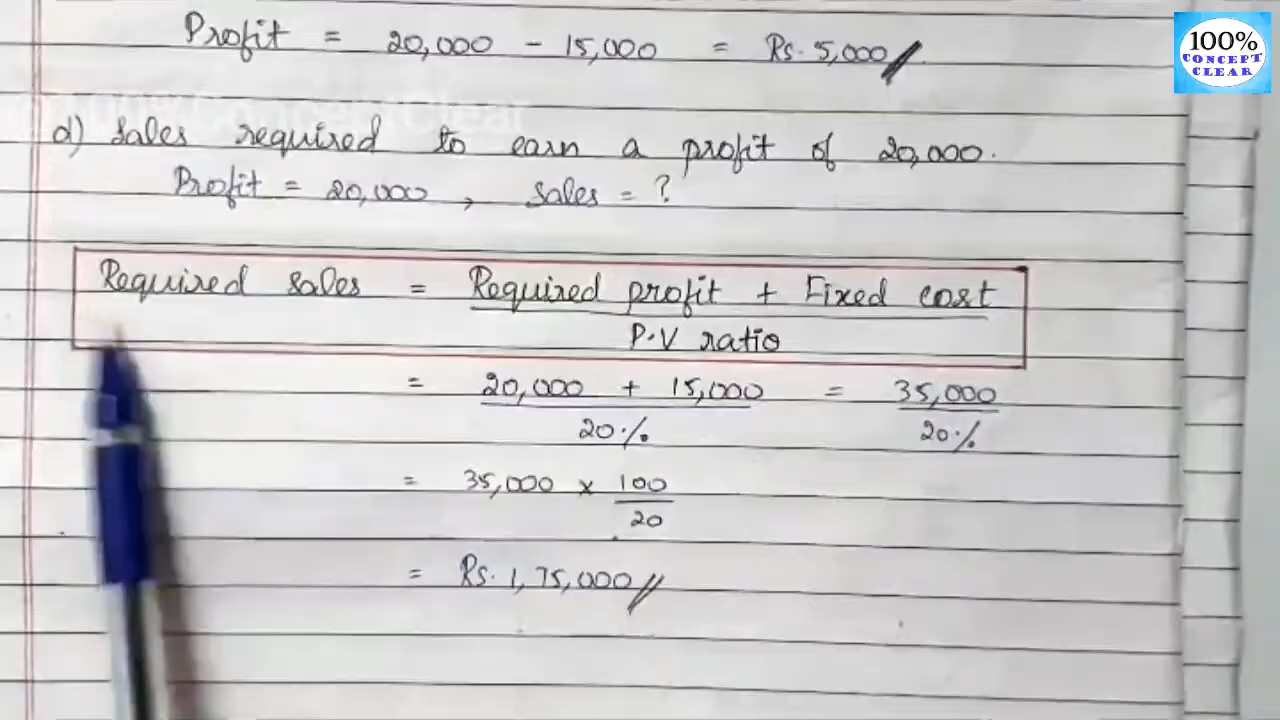 Profit = 20,000 - 15,000 = Rs. 5,000//
100%
CONCEPT
CLEAR
d) Sales required to earn a profit of 20,000.
Profit = 20,000 , Sales = ?
Required sales = Required profit + Fixed cost
P.V ratio
= 20,000 + 15,000 = 35,000
20% 20%
= 35,000 × 100
20
= Rs. 1,75,000//